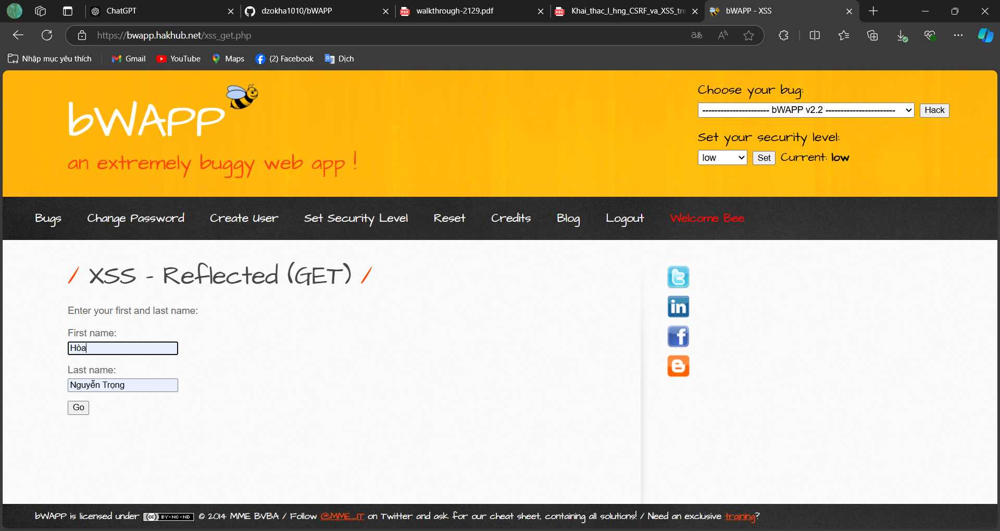 ChatGPT
dzokha1010/bWAPP
walkthrough-2129.pdf
Khai_thac_l_hng_CSRF_va_XSS_tre
bWAPP - XSS
https://bwapp.hakhub.net/xss_get.php
Nhập mục yêu thích
Gmail
YouTube
Maps
(2) Facebook
Dịch
bWAPP
an extremely buggy web app !
Choose your bug:
---------------------- bWAPP v2.2 -----------------------
Hack
Set your security level:
low
Set
Current: low
Bugs
Change Password
Create User
Set Security Level
Reset
Credits
Blog
Logout
Welcome Bee
/ XSS - Reflected (GET) /
Enter your first and last name:
First name:
Hòa
Last name:
Nguyễn Trọng
Go
bWAPP is licensed under (cc) BY-NC-ND © 2014 MME BVBA / Follow @MME_IT on Twitter and ask for our cheat sheet, containing all solutions! / Need an exclusive training?